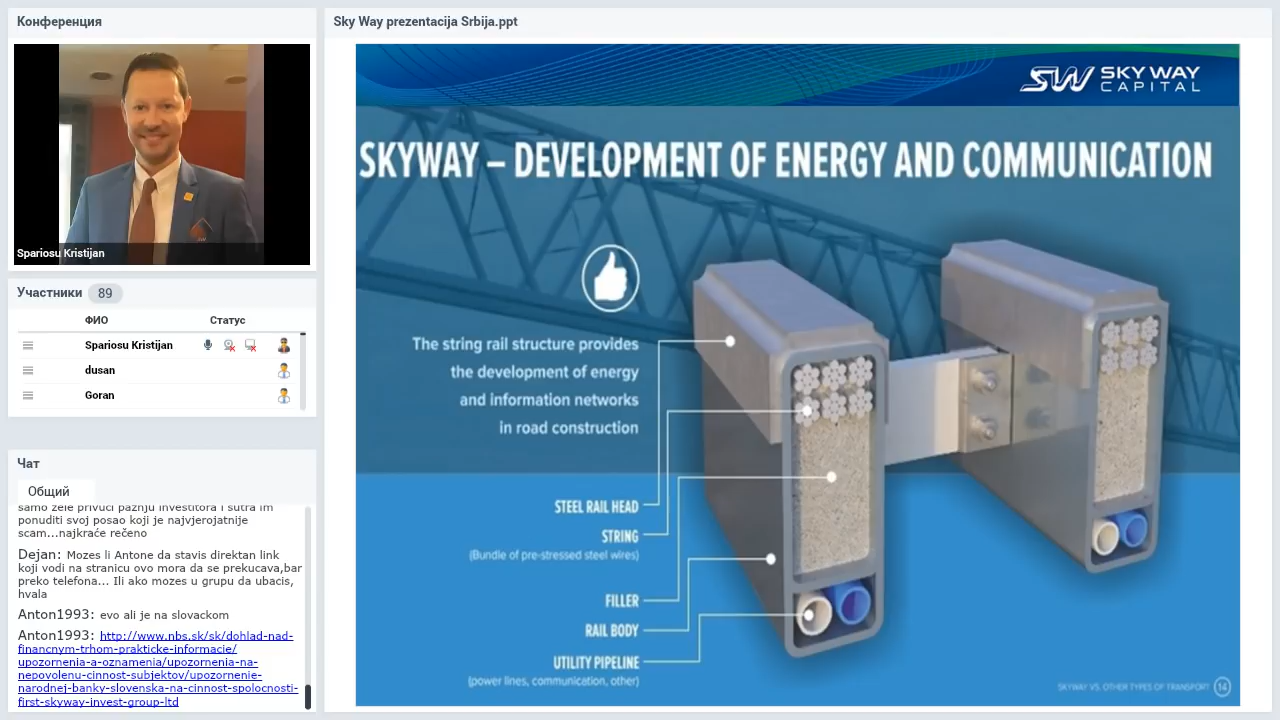 Конференция
Spariosu Kristijan
Участники 89
ФИО Статус
Spariosu Kristijan
dusan
Goran
Чат
Общий
samo žele privući pažnju investitora i sutra im
ponuditi svoj posao koji je najvjerojatnije
scam...najkraće rečeno
Dejan: Mozes li Antone da stavis direktan link
koji vodi na stranicu ovo mora da se prekucava,bar
preko telefona... Ili ako mozes u grupu da ubacis,
hvala
Anton1993: evo ali je na slovackom
Anton1993: http://www.nbs.sk/sk/dohlad-nad-
financnym-trhom-prakticke-informacie/
upozornenia-a-oznamenia/upozornenia-na-
nepovolenu-cinnost-subjektov/upozornenie-
narodnej-banky-slovenska-na-cinnost-spolocnosti-
first-skyway-invest-group-ltd
Sky Way prezentacija Srbija.ppt
SW SKY WAY
CAPITAL
SKYWAY – DEVELOPMENT OF ENERGY AND COMMUNICATION
The string rail structure provides
the development of energy
and information networks
in road construction
STEEL RAIL HEAD
STRING
(Bundle of pre-stressed steel wires)
FILLER
RAIL BODY
UTILITY PIPELINE
(power lines, communication, other)
SKYWAY VS. OTHER TYPES OF TRANSPORT 14